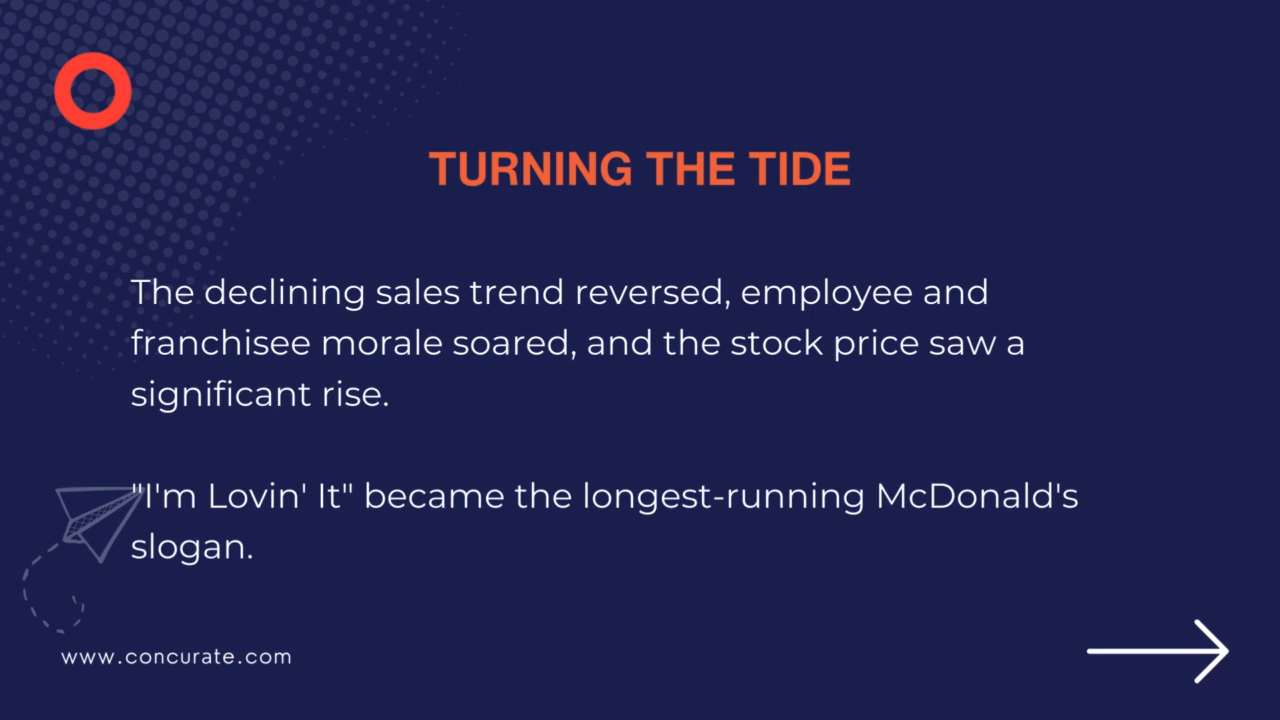 TURNING THE TIDE
The declining sales trend reversed, employee and
franchisee morale soared, and the stock price saw a
significant rise.
"I'm Lovin' It" became the longest-running McDonald's
slogan.
www.concurate.com